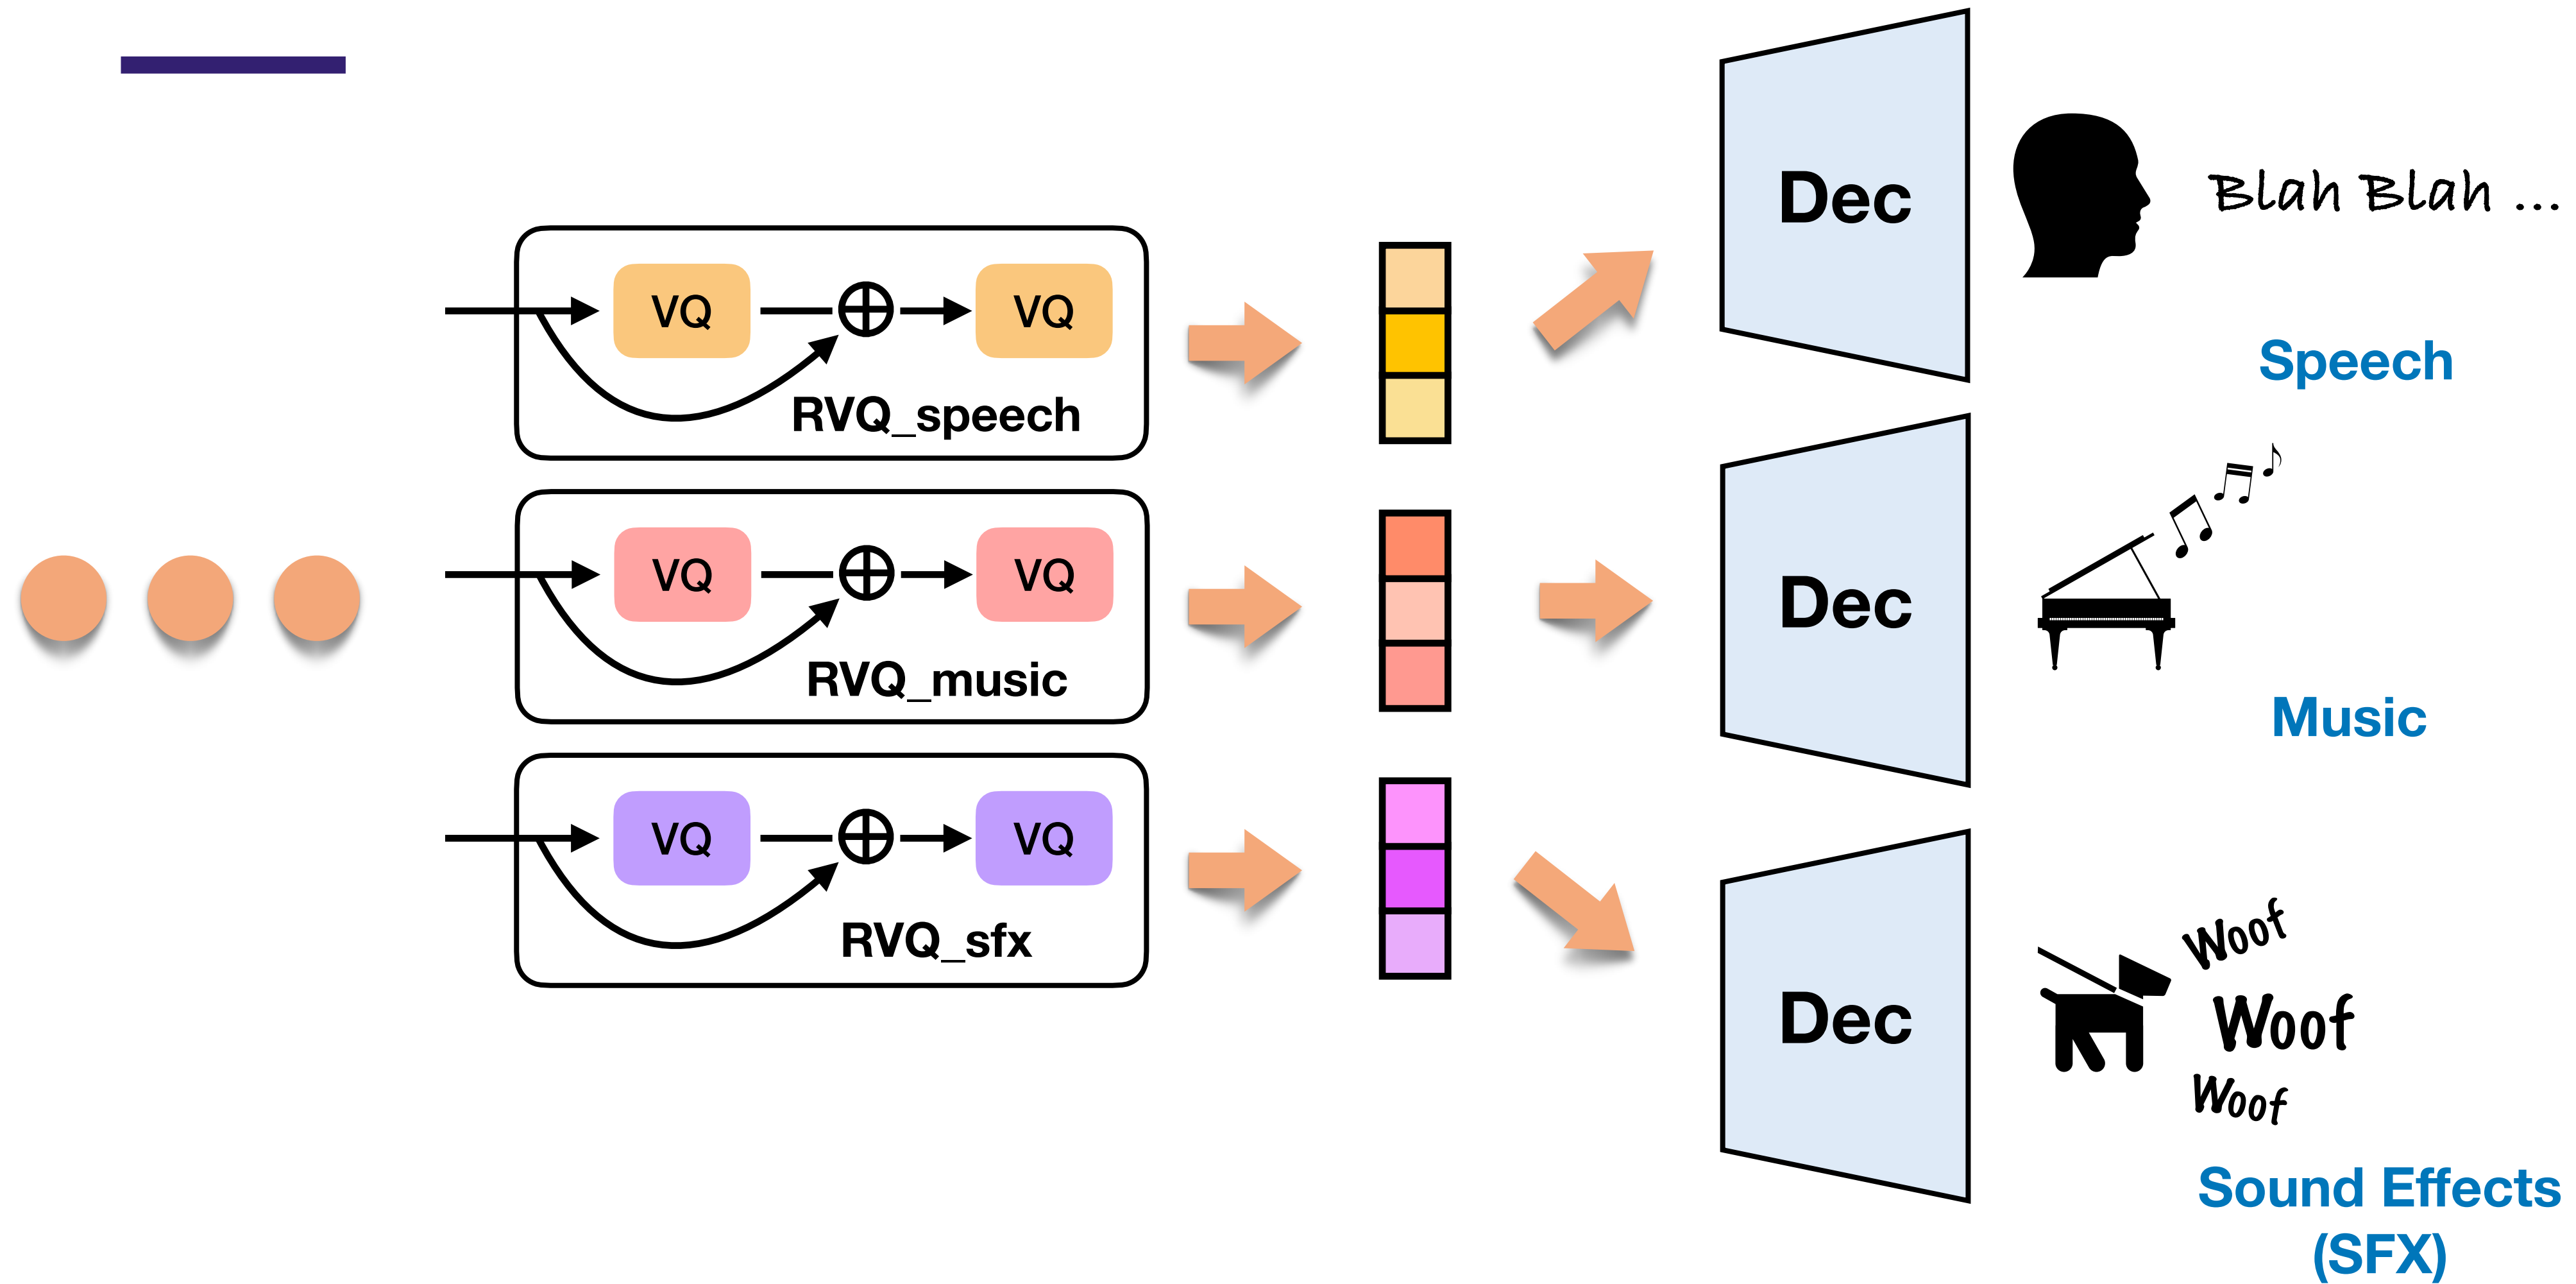 Dec
Blah Blah ...
Speech
VQ
VQ
RVQ_speech
Dec
Music
VQ
VQ
RVQ_music
VQ
VQ
RVQ_sfx
Dec
Woof
Woof
Woof
Sound Effects
(SFX)